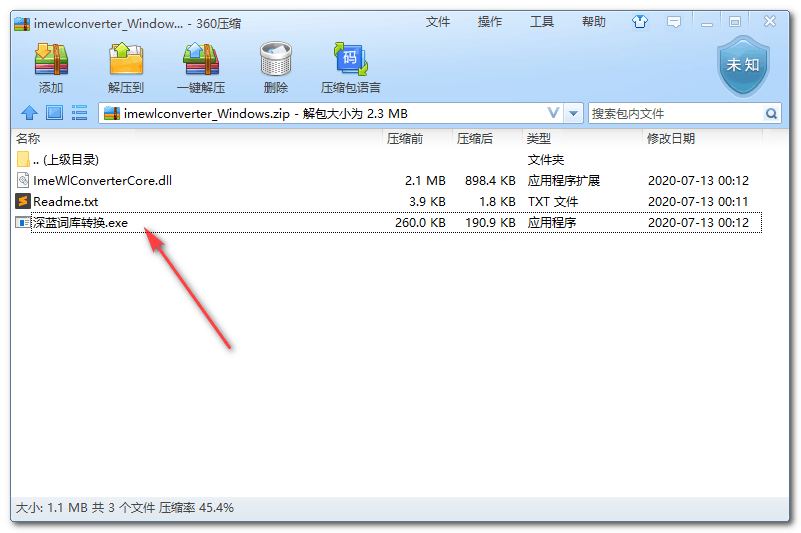 imewlconverter_Window... - 360压缩
文件 操作 工具 帮助
添加 解压到 一键解压 删除 压缩包语言
码
未知
imewlconverter_Windows.zip - 解包大小为 2.3 MB
搜索包内文件
名称 压缩前 压缩后 类型 修改日期
.. (上级目录) 文件夹
ImeWlConverterCore.dll 2.1 MB 898.4 KB 应用程序扩展 2020-07-13 00:12
Readme.txt 3.9 KB 1.8 KB TXT 文件 2020-07-13 00:11
深蓝词库转换.exe 260.0 KB 190.9 KB 应用程序 2020-07-13 00:12
大小: 1.1 MB 共 3 个文件 压缩率 45.4%